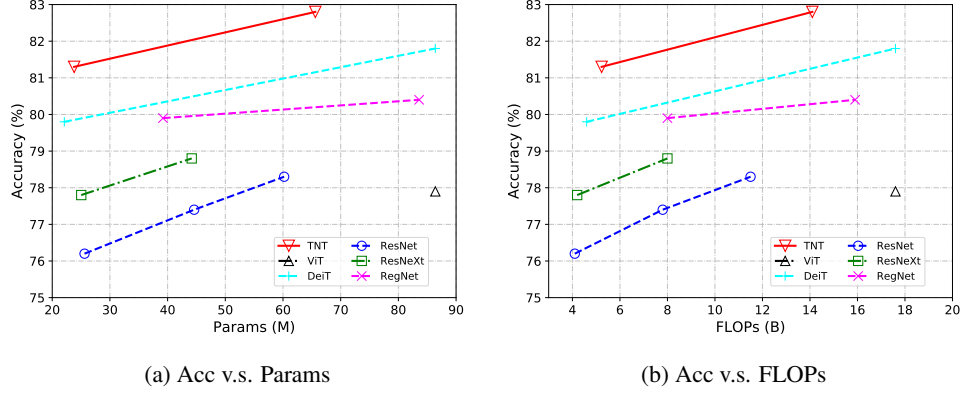 83
82
81
80
79
78
77
76
75
Accuracy (%)
20 30 40 50 60 70 80 90
Params (M)
TNT
ViT
DeiT
ResNet
ResNeXt
RegNet
(a) Acc v.s. Params
83
82
81
80
79
78
77
76
75
Accuracy (%)
4 6 8 10 12 14 16 18 20
FLOPs (B)
TNT
ViT
DeiT
ResNet
ResNeXt
RegNet
(b) Acc v.s. FLOPs